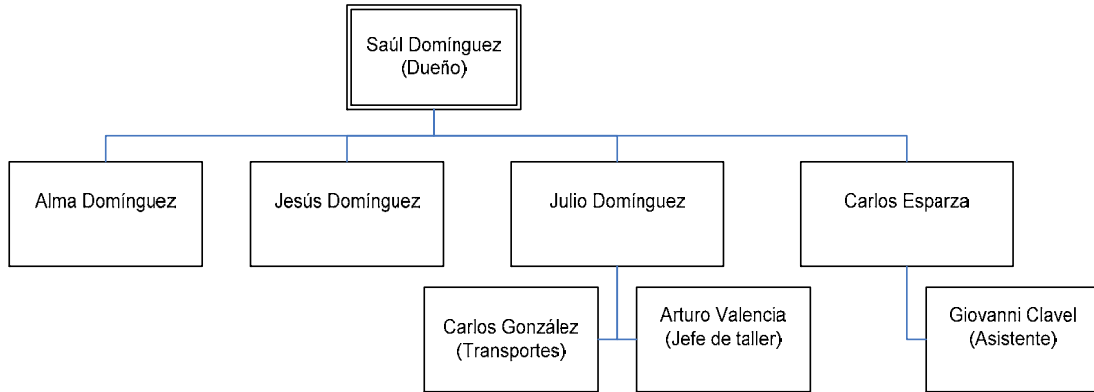 Saúl Domínguez
(Dueño)
Alma Domínguez
Jesús Domínguez
Julio Domínguez
Carlos Esparza
Carlos González
(Transportes)
Arturo Valencia
(Jefe de taller)
Giovanni Clavel
(Asistente)